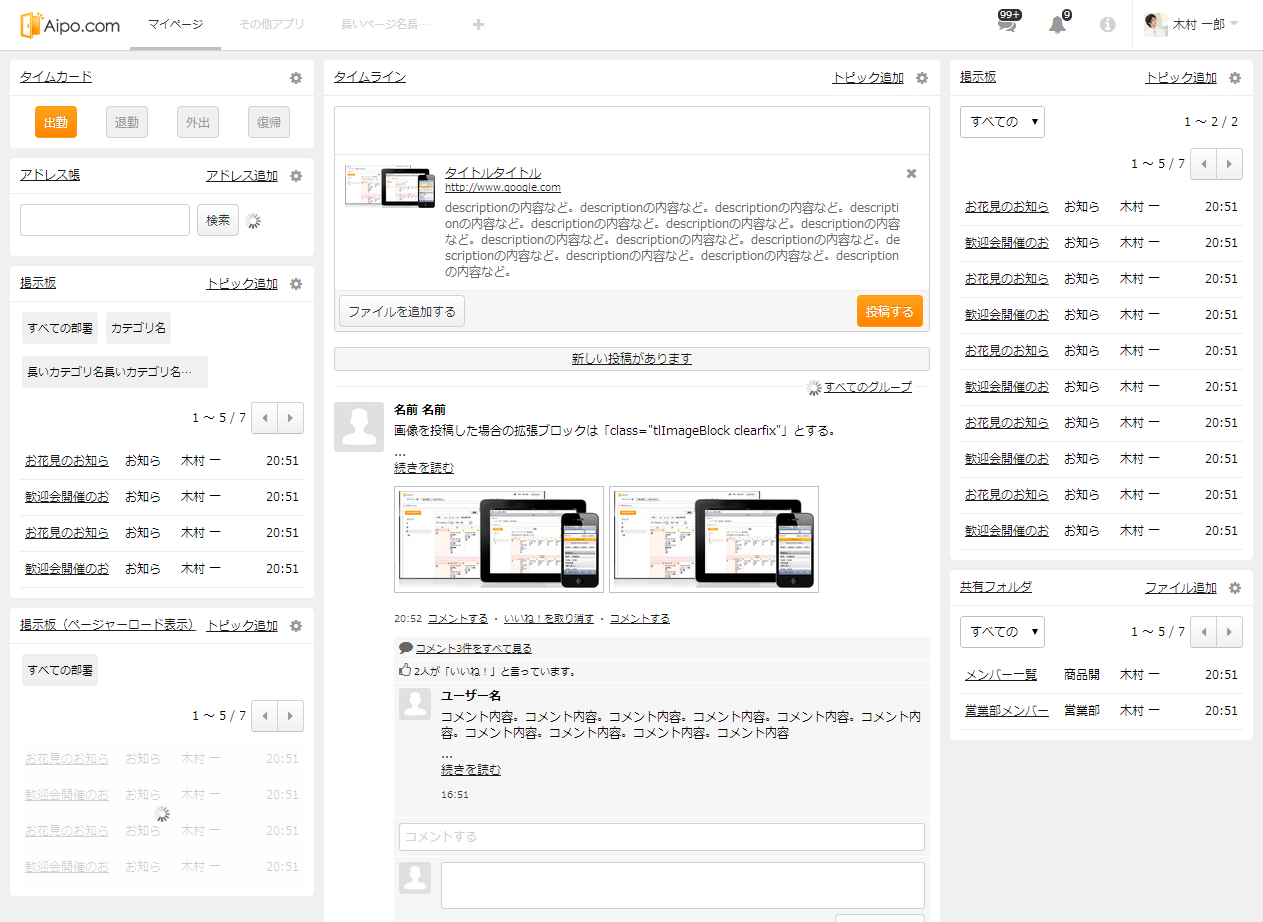 Aipo.com
マイページ
その他アプリ
長いページ名長…
+
99+
9
木村 一郎
タイムカード
出勤
退勤
外出
復帰
アドレス帳
アドレス追加
検索
掲示板
トピック追加
すべての部署
カテゴリ名
長いカテゴリ名長いカテゴリ名…
1 ～ 5 / 7
お花見のお知ら お知ら 木村 一 20:51
歓迎会開催のお お知ら 木村 一 20:51
お花見のお知ら お知ら 木村 一 20:51
歓迎会開催のお お知ら 木村 一 20:51
掲示板（ページャーロード表示）
トピック追加
すべての部署
1 ～ 5 / 7
お花見のお知ら お知ら 木村 一 20:51
歓迎会開催のお お知ら 木村 一 20:51
お花見のお知ら お知ら 木村 一 20:51
歓迎会開催のお お知ら 木村 一 20:51
タイムライン
トピック追加
タイトルタイトル
http://www.google.com
descriptionの内容など。descriptionの内容など。descriptionの内容など。descripti
onの内容など。descriptionの内容など。descriptionの内容など。descriptionの内容
など。descriptionの内容など。descriptionの内容など。descriptionの内容など。de
scriptionの内容など。descriptionの内容など。descriptionの内容など。description
の内容など。
ファイルを追加する
投稿する
新しい投稿があります
すべてのグループ
名前 名前
画像を投稿した場合の拡張ブロックは「class="tlImageBlock clearfix"」とする。
...
続きを読む
20:52 コメントする ・ いいね！を取り消す ・ コメントする
コメント3件をすべて見る
2人が「いいね！」と言っています。
ユーザー名
コメント内容。コメント内容。コメント内容。コメント内容。コメント内容。コメント内
容。コメント内容。コメント内容。コメント内容。コメント内容
...
続きを読む
16:51
コメントする
掲示板
トピック追加
すべての
1 ～ 2 / 2
1 ～ 5 / 7
お花見のお知ら お知ら 木村 一 20:51
歓迎会開催のお お知ら 木村 一 20:51
お花見のお知ら お知ら 木村 一 20:51
歓迎会開催のお お知ら 木村 一 20:51
お花見のお知ら お知ら 木村 一 20:51
歓迎会開催のお お知ら 木村 一 20:51
お花見のお知ら お知ら 木村 一 20:51
歓迎会開催のお お知ら 木村 一 20:51
お花見のお知ら お知ら 木村 一 20:51
歓迎会開催のお お知ら 木村 一 20:51
共有フォルダ
ファイル追加
すべての
1 ～ 5 / 7
メンバー一覧 商品開 木村 一 20:51
営業部メンバー 営業部 木村 一 20:51